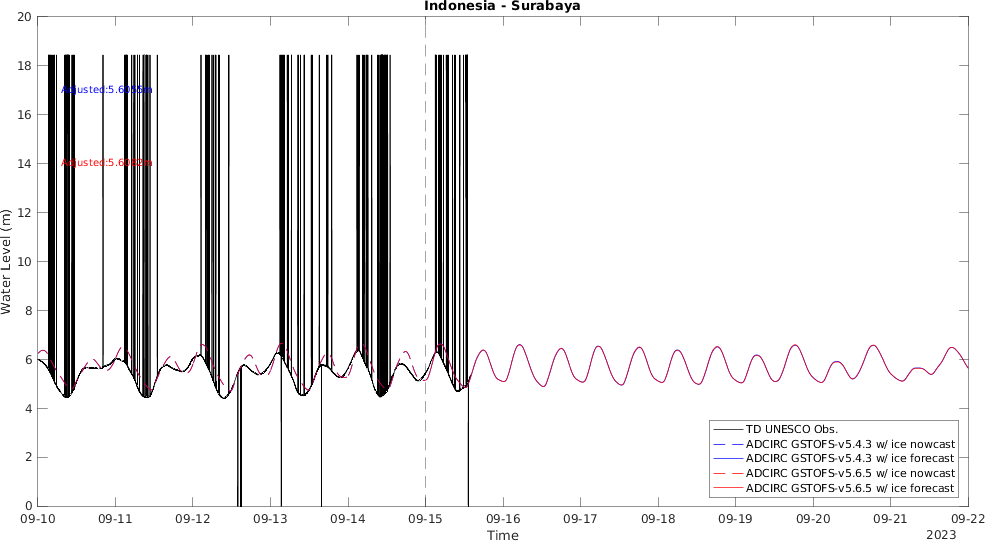 Indonesia - Surabaya
20
18
16
14
12
10
8
6
4
2
0
Water Level (m)
TD UNESCO Obs.
ADCIRC GSTOFS-v5.4.3 w/ ice nowcast
ADCIRC GSTOFS-v5.4.3 w/ ice forecast
ADCIRC GSTOFS-v5.6.5 w/ ice nowcast
ADCIRC GSTOFS-v5.6.5 w/ ice forecast
09-10 09-11 09-12 09-13 09-14 09-15 09-16 09-17 09-18 09-19 09-20 09-21 09-22
Time
2023